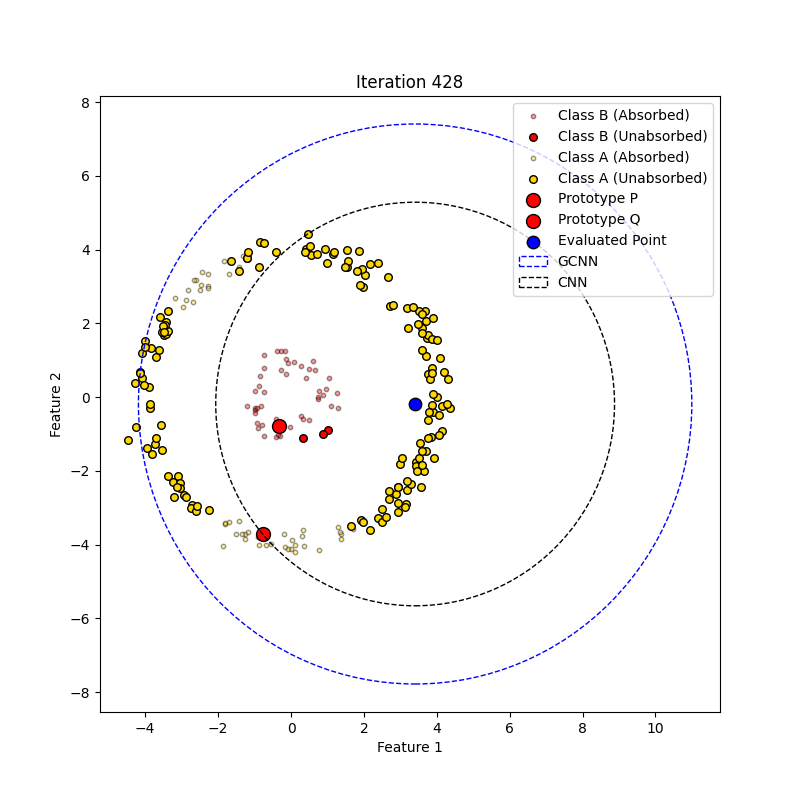 Iteration 428
Class B (Absorbed)
Class B (Unabsorbed)
Class A (Absorbed)
Class A (Unabsorbed)
Prototype P
Prototype Q
Evaluated Point
GCNN
CNN
8
6
4
2
0
−2
−4
−6
−8
Feature 2
−4 −2 0 2 4 6 8 10
Feature 1